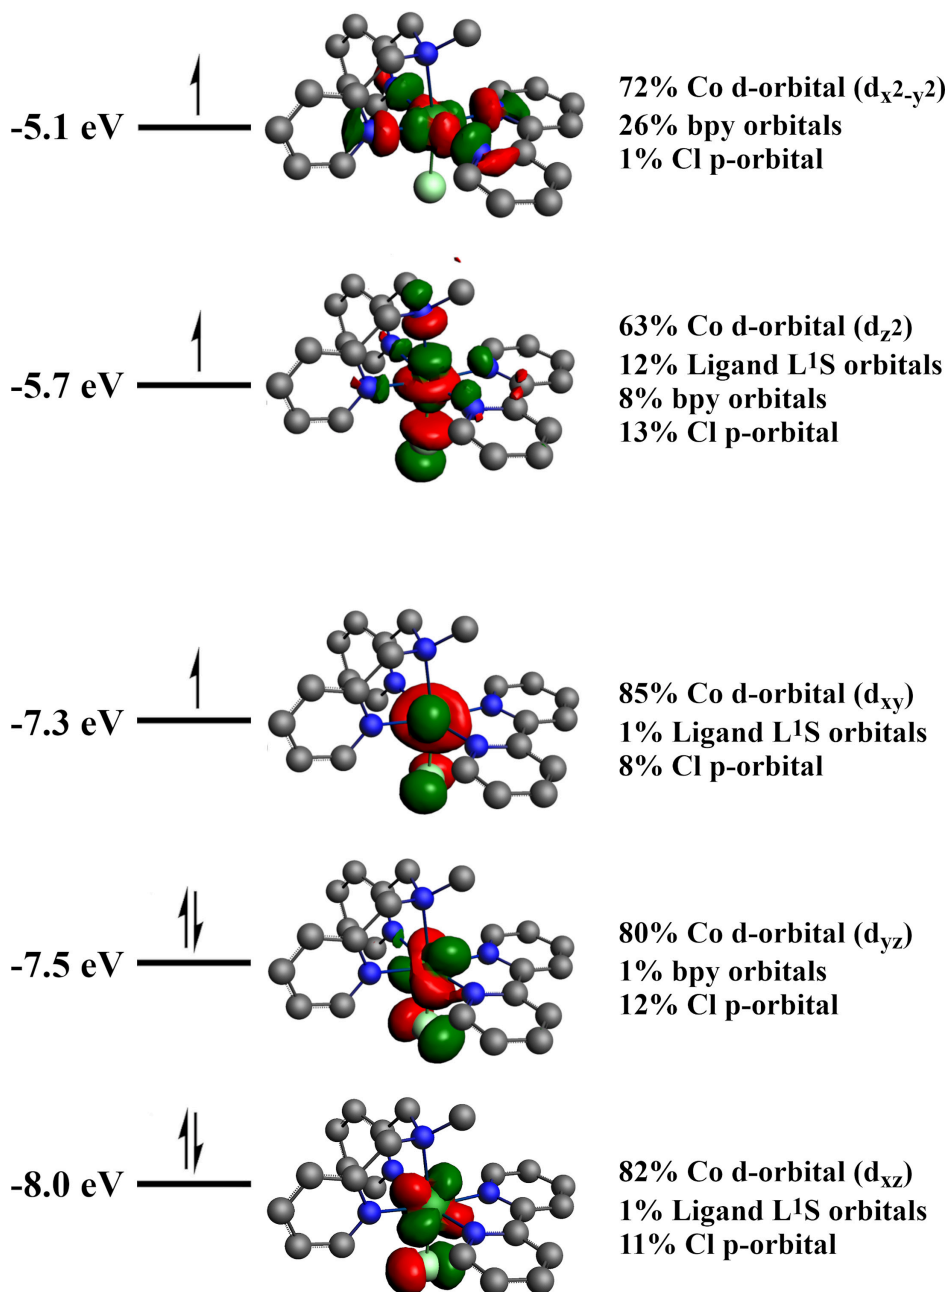 -5.1 eV
72% Co d-orbital (dx2-y2)
26% bpy orbitals
1% Cl p-orbital
-5.7 eV
63% Co d-orbital (dz2)
12% Ligand L1S orbitals
8% bpy orbitals
13% Cl p-orbital
-7.3 eV
85% Co d-orbital (dxy)
1% Ligand L1S orbitals
8% Cl p-orbital
-7.5 eV
80% Co d-orbital (dyz)
1% bpy orbitals
12% Cl p-orbital
-8.0 eV
82% Co d-orbital (dxz)
1% Ligand L1S orbitals
11% Cl p-orbital